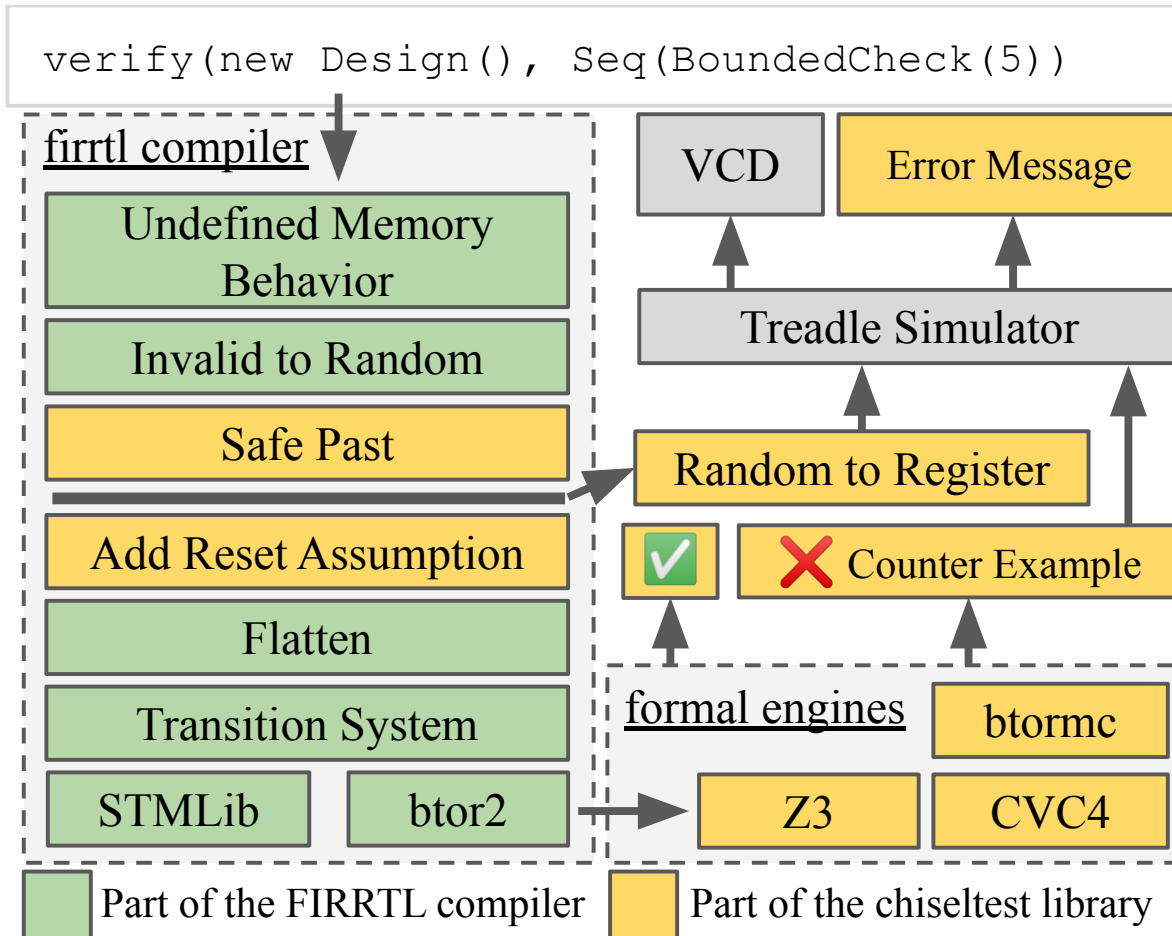 verify(new Design(), Seq(BoundedCheck(5))
firrtl compiler
Undefined Memory
Behavior
Invalid to Random
Safe Past
Add Reset Assumption
Flatten
Transition System
STMLib
btor2
VCD
Error Message
Treadle Simulator
Random to Register
Counter Example
formal engines
btormc
Z3
CVC4
Part of the FIRRTL compiler
Part of the chiseltest library